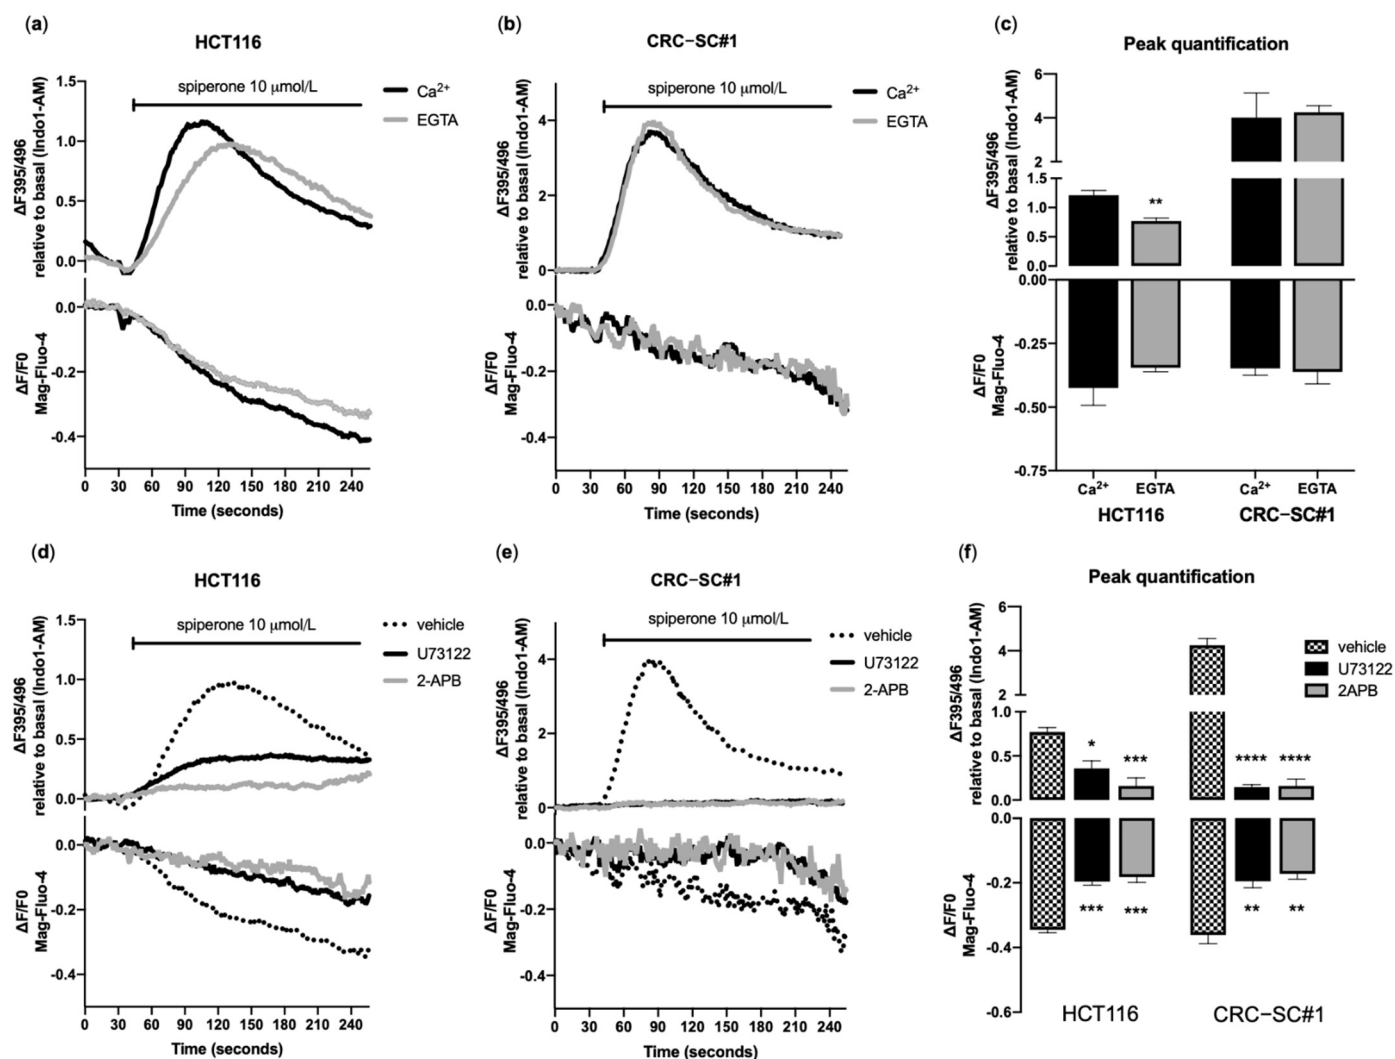 (a)
HCT116
spiperone 10 μmol/L
Ca²⁺
EGTA
ΔF395/496
relative to basal (Indo1-AM)
1.5
1.0
0.5
0.0
ΔF/F0
Mag-Fluo-4
0.0
-0.2
-0.4
0 30 60 90 120 150 180 210 240
Time (seconds)
(b)
CRC−SC#1
spiperone 10 μmol/L
Ca²⁺
EGTA
ΔF395/496
relative to basal (Indo1-AM)
4
2
0
ΔF/F0
Mag-Fluo-4
0.0
-0.2
-0.4
0 30 60 90 120 150 180 210 240
Time (seconds)
(c)
Peak quantification
ΔF395/496
relative to basal (Indo1-AM)
6
4
2
1.5
1.0
0.5
0.0
**
ΔF/F0
Mag-Fluo-4
0.00
-0.25
-0.50
-0.75
Ca²⁺ EGTA Ca²⁺ EGTA
HCT116 CRC−SC#1
(d)
HCT116
spiperone 10 μmol/L
vehicle
U73122
2-APB
ΔF395/496
relative to basal (Indo1-AM)
1.5
1.0
0.5
0.0
ΔF/F0
Mag-Fluo-4
0.0
-0.2
-0.4
0 30 60 90 120 150 180 210 240
Time (seconds)
(e)
CRC−SC#1
spiperone 10 μmol/L
vehicle
U73122
2-APB
ΔF395/496
relative to basal (Indo1-AM)
4
2
0
ΔF/F0
Mag-Fluo-4
0.0
-0.2
-0.4
0 30 60 90 120 150 180 210 240
Time (seconds)
(f)
Peak quantification
vehicle
U73122
2APB
ΔF395/496
relative to basal (Indo1-AM)
6
4
2
1.0
0.5
0.0
* *** **** ****
ΔF/F0
Mag-Fluo-4
0.0
-0.2
-0.4
-0.6
*** *** ** **
HCT116 CRC−SC#1